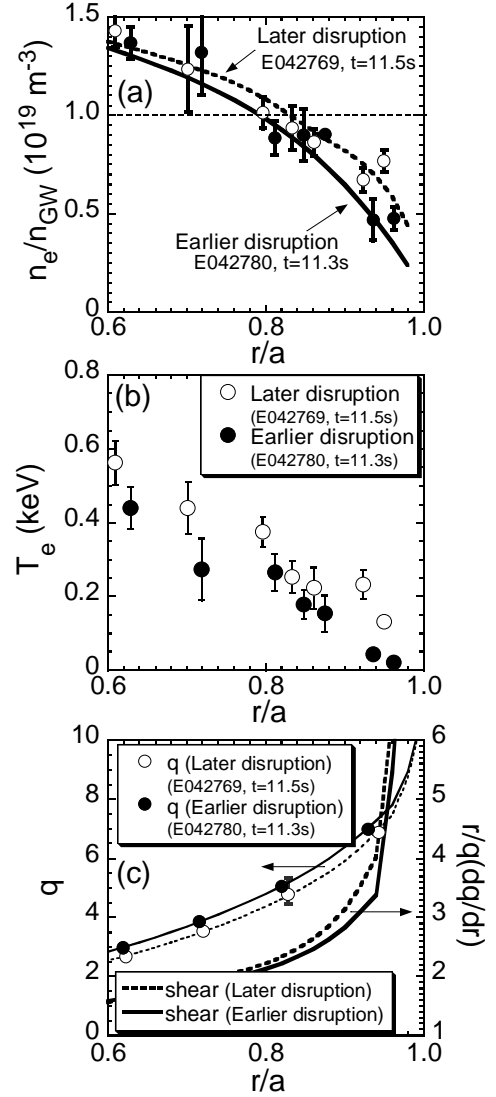 1.5
1.0
0.5
0
n_e/n_GW (10^19 m^-3)
(a)
Later disruption
E042769, t=11.5s
Earlier disruption
E042780, t=11.3s
0.6
0.8
1.0
r/a
0.8
0.6
0.4
0.2
0
T_e (keV)
(b)
Later disruption
(E042769, t=11.5s)
Earlier disruption
(E042780, t=11.3s)
0.6
0.8
1.0
r/a
10
8
6
4
2
0
q
q (Later disruption)
(E042769, t=11.5s)
q (Earlier disruption)
(E042780, t=11.3s)
(c)
6
5
4
3
2
1
r/q(dq/dr)
shear (Later disruption)
shear (Earlier disruption)
0.6
0.8
1.0
r/a